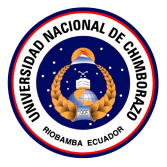 UNIVERSIDAD NACIONAL DE CHIMBORAZO
RIOBAMBA ECUADOR